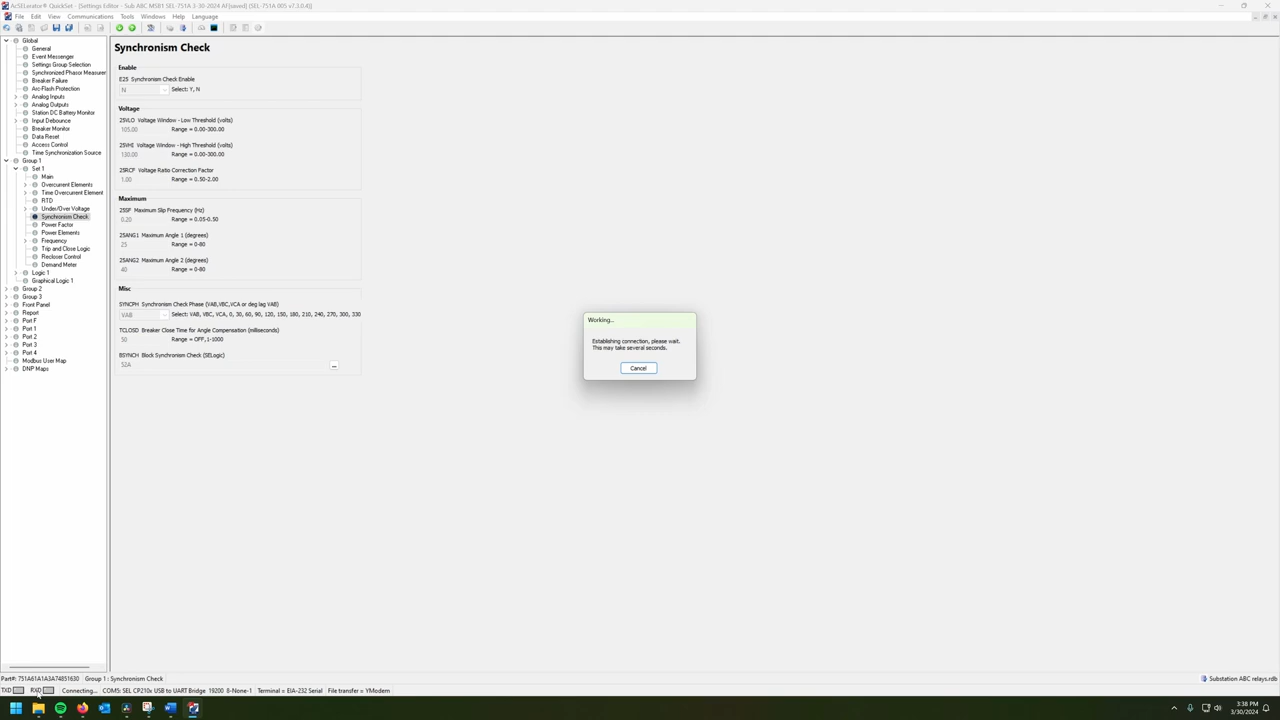 AcSELerator® QuickSet - [Settings Editor - Sub ABC MSB1 SEL-751A 3-30-2024 AF[saved] (SEL-751A 005 v7.3.0.4)]
File Edit View Communications Tools Windows Help Language
Global
General
Event Messenger
Settings Group Selection
Synchronized Phasor Measurer
Breaker Failure
Arc-Flash Protection
Analog Inputs
Analog Outputs
Station DC Battery Monitor
Input Debounce
Breaker Monitor
Data Reset
Access Control
Time Synchronization Source
Group 1
Set 1
Main
Overcurrent Elements
Time Overcurrent Element
RTD
Under/Over Voltage
Synchronism Check
Power Factor
Power Elements
Frequency
Trip and Close Logic
Recloser Control
Demand Meter
Logic 1
Graphical Logic 1
Group 2
Group 3
Front Panel
Report
Port F
Port 1
Port 2
Port 3
Port 4
Modbus User Map
DNP Maps
Synchronism Check
Enable
E25 Synchronism Check Enable
N Select: Y, N
Voltage
25VLO Voltage Window - Low Threshold (volts)
105.00 Range = 0.00-300.00
25VHI Voltage Window - High Threshold (volts)
130.00 Range = 0.00-300.00
25RCF Voltage Ratio Correction Factor
1.00 Range = 0.50-2.00
Maximum
25SF Maximum Slip Frequency (Hz)
0.20 Range = 0.05-0.50
25ANG1 Maximum Angle 1 (degrees)
25 Range = 0-80
25ANG2 Maximum Angle 2 (degrees)
40 Range = 0-80
Misc
SYNCPH Synchronism Check Phase (VAB,VBC,VCA or deg lag VAB)
VAB Select: VAB, VBC, VCA, 0, 30, 60, 90, 120, 150, 180, 210, 240, 270, 300, 330
TCLOSD Breaker Close Time for Angle Compensation (milliseconds)
50 Range = OFF,1-1000
BSYNCH Block Synchronism Check (SELogic)
52A ...
Working...
Establishing connection, please wait.
This may take several seconds.
Cancel
Part#: 751A61A1A3A74851630 Group 1 : Synchronism Check Substation ABC relays.rdb
TXD RXD Connecting... COM5: SEL CP210x USB to UART Bridge 19200 8-None-1 Terminal = EIA-232 Serial File transfer = YModem
3:38 PM
3/30/2024